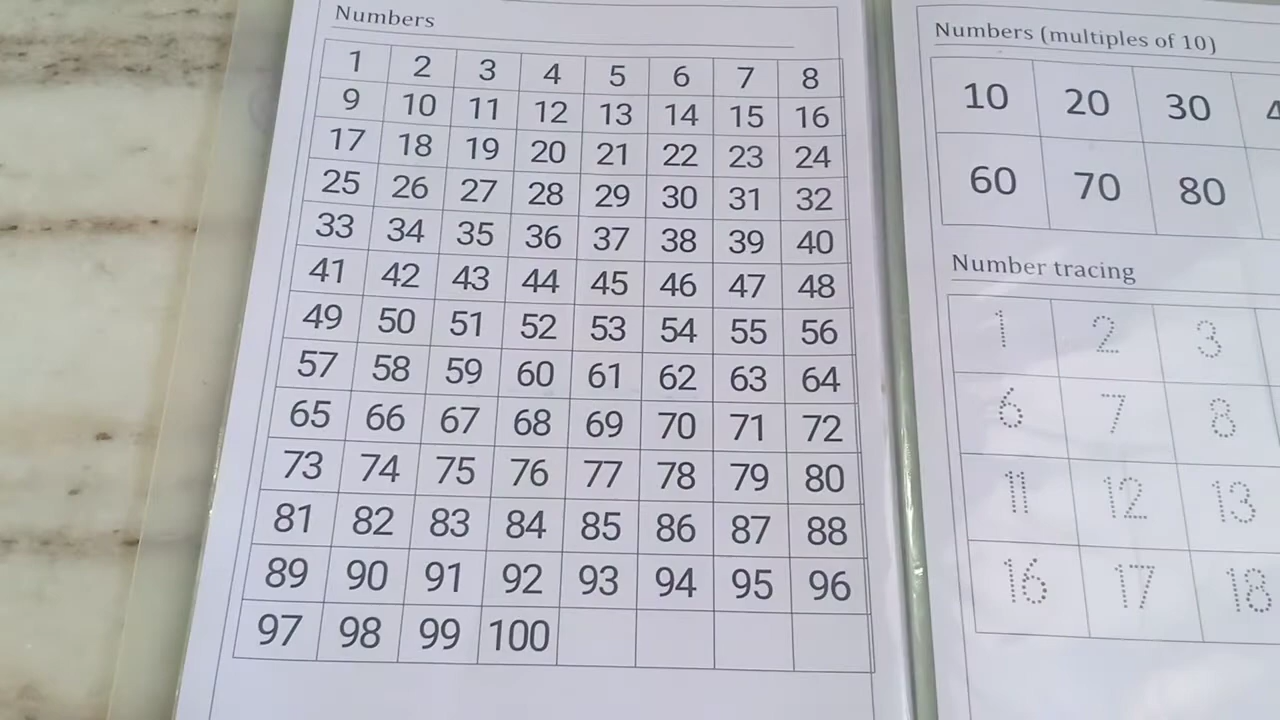 Numbers
1 2 3 4 5 6 7 8
9 10 11 12 13 14 15 16
17 18 19 20 21 22 23 24
25 26 27 28 29 30 31 32
33 34 35 36 37 38 39 40
41 42 43 44 45 46 47 48
49 50 51 52 53 54 55 56
57 58 59 60 61 62 63 64
65 66 67 68 69 70 71 72
73 74 75 76 77 78 79 80
81 82 83 84 85 86 87 88
89 90 91 92 93 94 95 96
97 98 99 100
Numbers (multiples of 10)
10 20 30
60 70 80
Number tracing
1 2 3
6 7 8
11 12 13
16 17 18